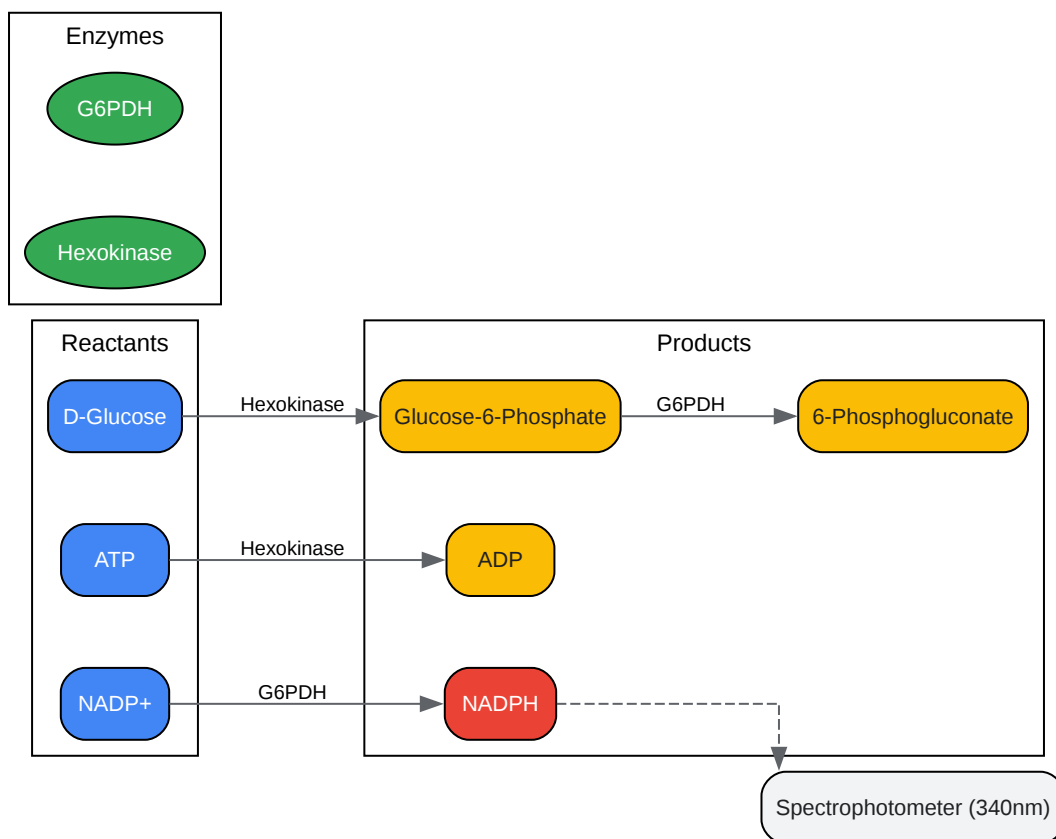 Enzymes
G6PDH
Hexokinase
Reactants
Products
D-Glucose
Hexokinase
Glucose-6-Phosphate
G6PDH
6-Phosphogluconate
ATP
Hexokinase
ADP
NADP+
G6PDH
NADPH
Spectrophotometer (340nm)